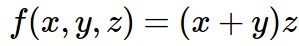 f(x, y, z) = (x + y)z